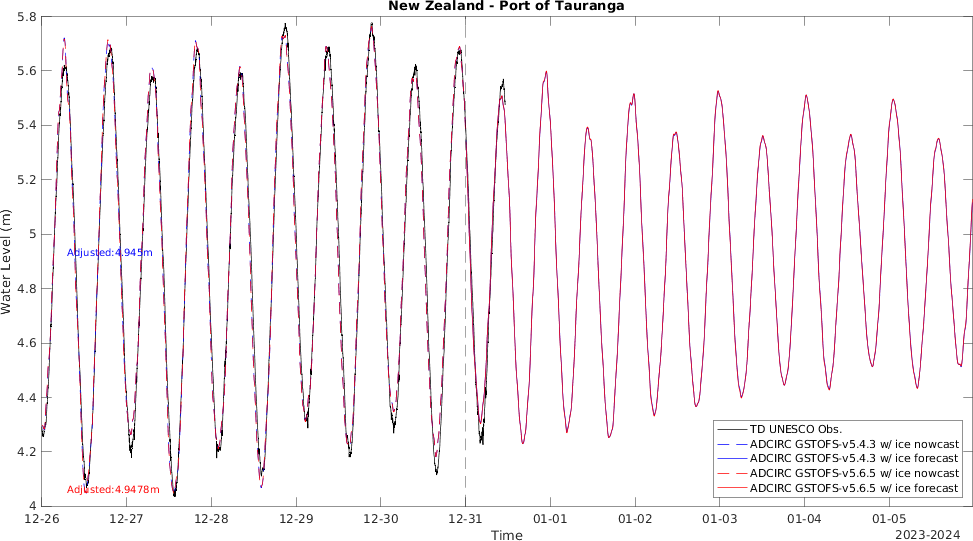 New Zealand - Port of Tauranga
5.8
5.6
5.4
5.2
5
4.8
4.6
4.4
4.2
4
Water Level (m)
Adjusted:4.945m
Adjusted:4.9478m
TD UNESCO Obs.
ADCIRC GSTOFS-v5.4.3 w/ ice nowcast
ADCIRC GSTOFS-v5.4.3 w/ ice forecast
ADCIRC GSTOFS-v5.6.5 w/ ice nowcast
ADCIRC GSTOFS-v5.6.5 w/ ice forecast
12-26 12-27 12-28 12-29 12-30 12-31 01-01 01-02 01-03 01-04 01-05
Time
2023-2024